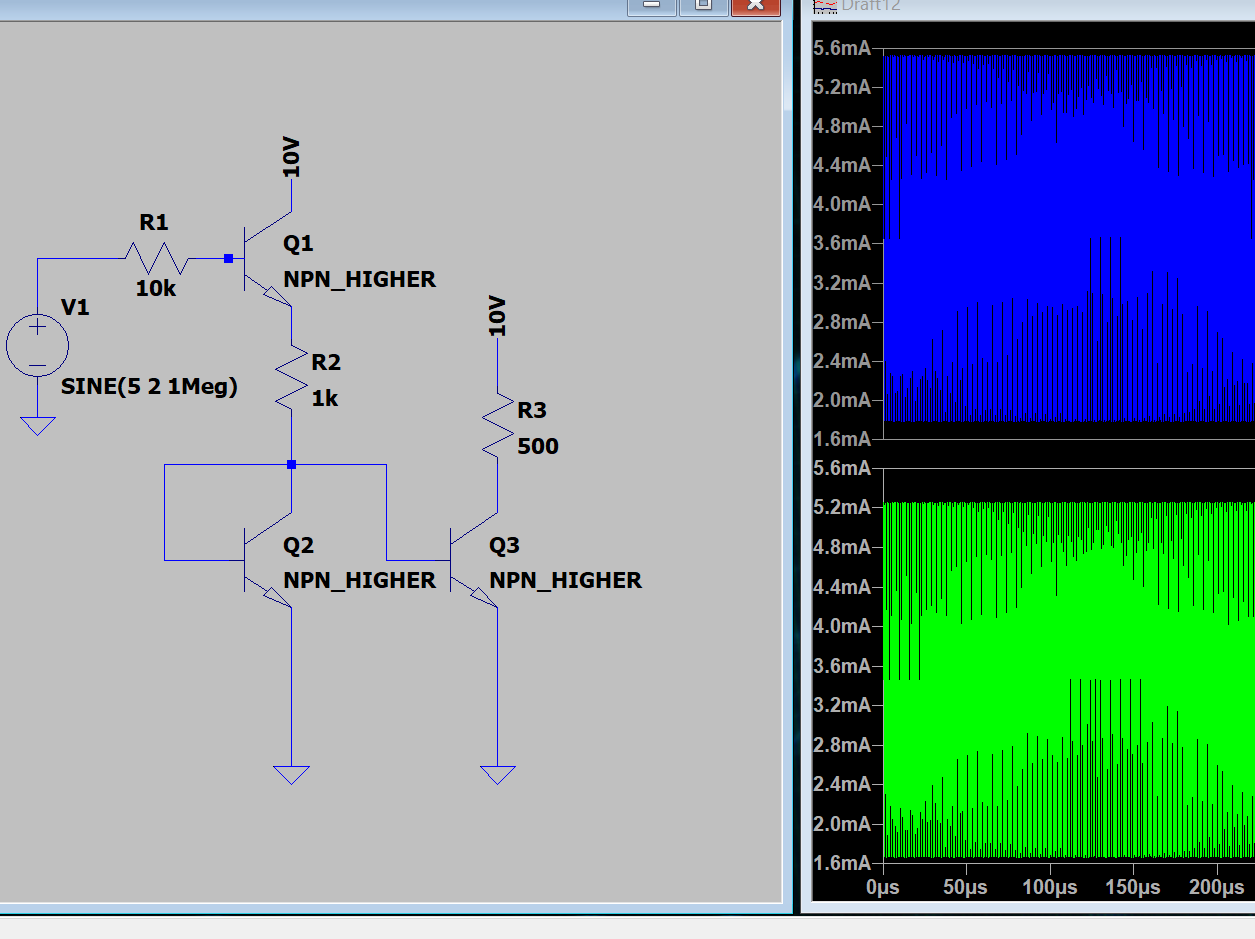 Draft12
10V
R1
10k
Q1
NPN_HIGHER
V1
SINE(5 2 1Meg)
R2
1k
10V
R3
500
Q2
NPN_HIGHER
Q3
NPN_HIGHER
5.6mA
5.2mA
4.8mA
4.4mA
4.0mA
3.6mA
3.2mA
2.8mA
2.4mA
2.0mA
1.6mA
5.6mA
5.2mA
4.8mA
4.4mA
4.0mA
3.6mA
3.2mA
2.8mA
2.4mA
2.0mA
1.6mA
0µs 50µs 100µs 150µs 200µs